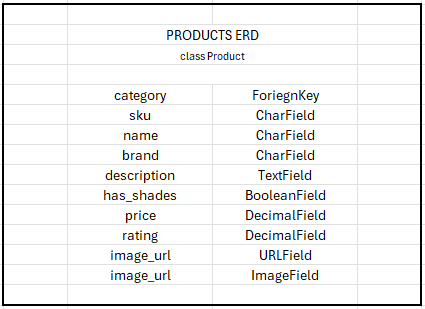 PRODUCTS ERD
class Product
category ForiegnKey
sku CharField
name CharField
brand CharField
description TextField
has_shades BooleanField
price DecimalField
rating DecimalField
image_url URLField
image_url ImageField